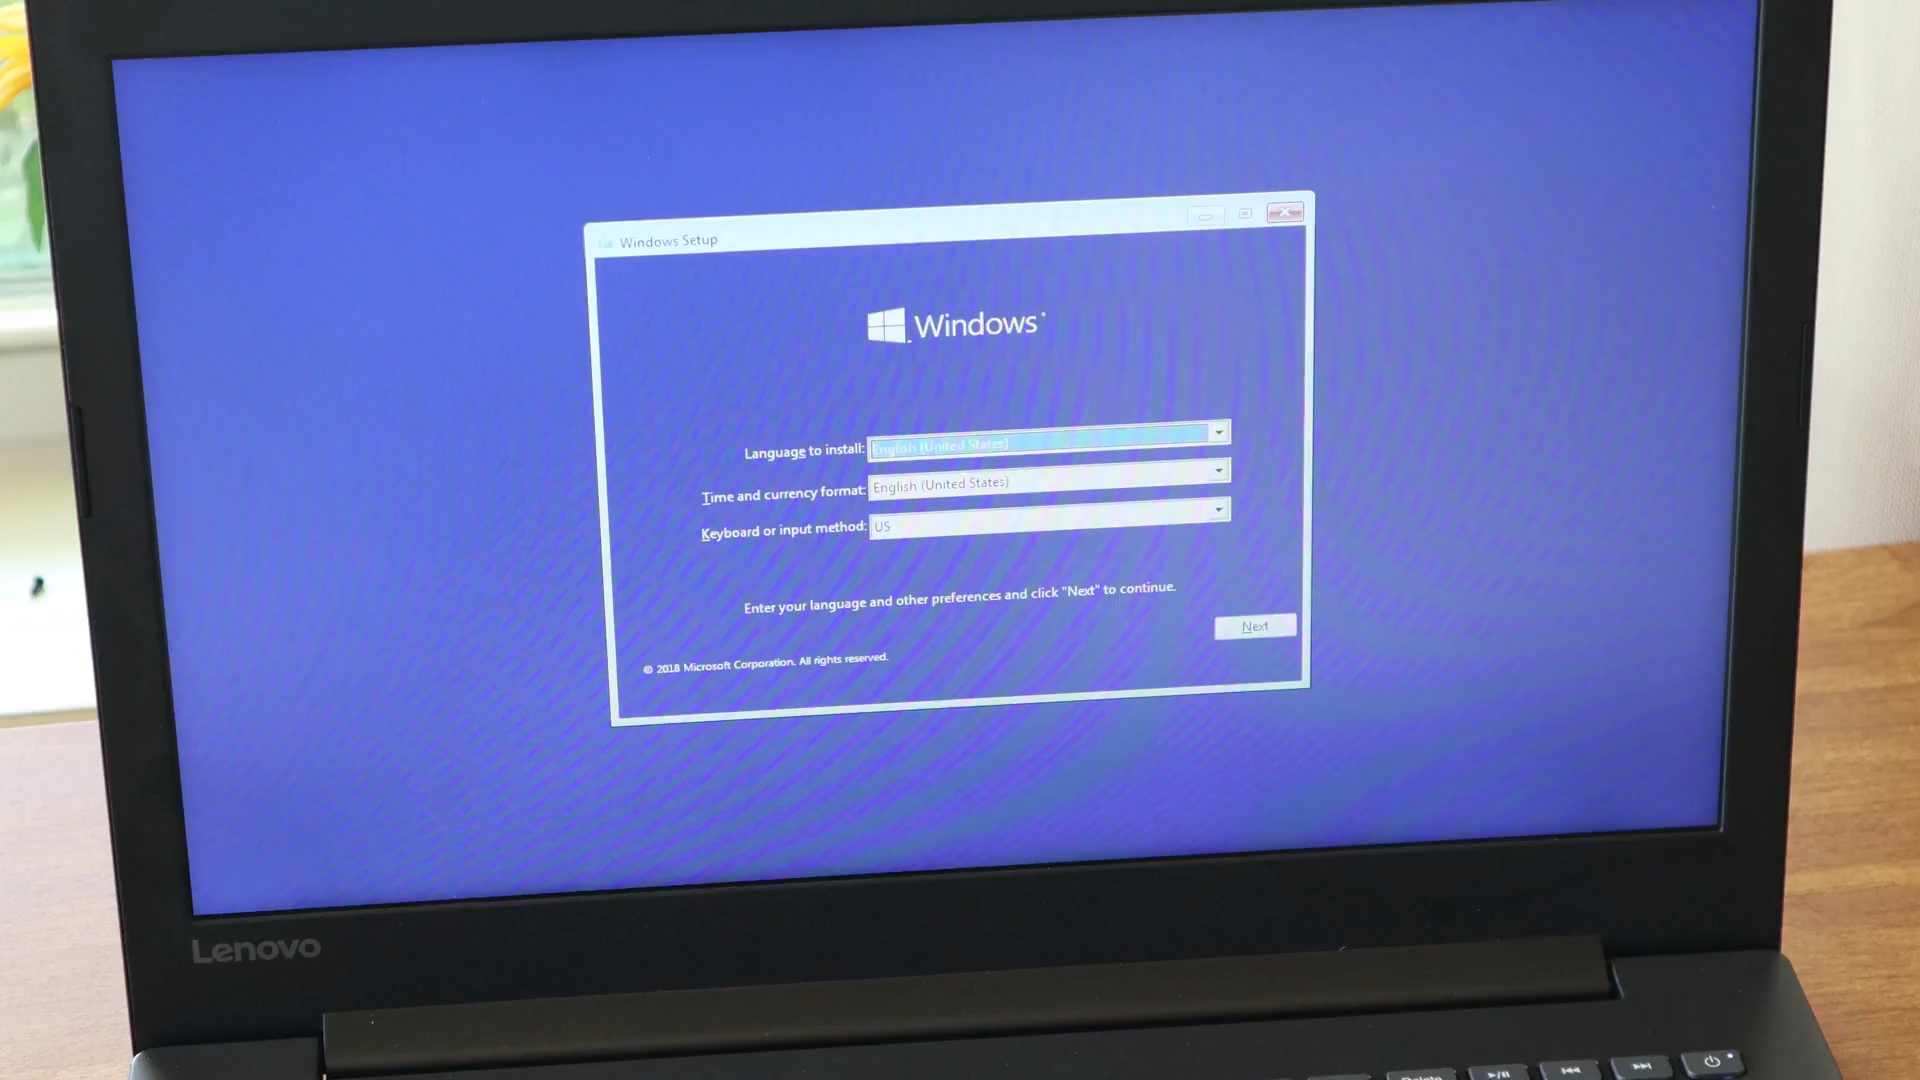 Windows Setup
Windows
Language to install: English (United States)
Time and currency format: English (United States)
Keyboard or input method: US
Enter your language and other preferences and click "Next" to continue.
Next
© 2018 Microsoft Corporation. All rights reserved.
Lenovo
Delete